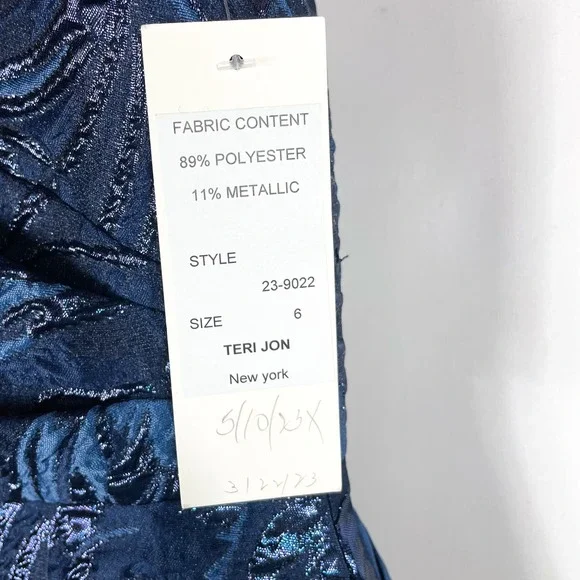 FABRIC CONTENT
89% POLYESTER
11% METALLIC
STYLE
23-9022
SIZE 6
TERI JON
New york
5/10/23X
3/22/23